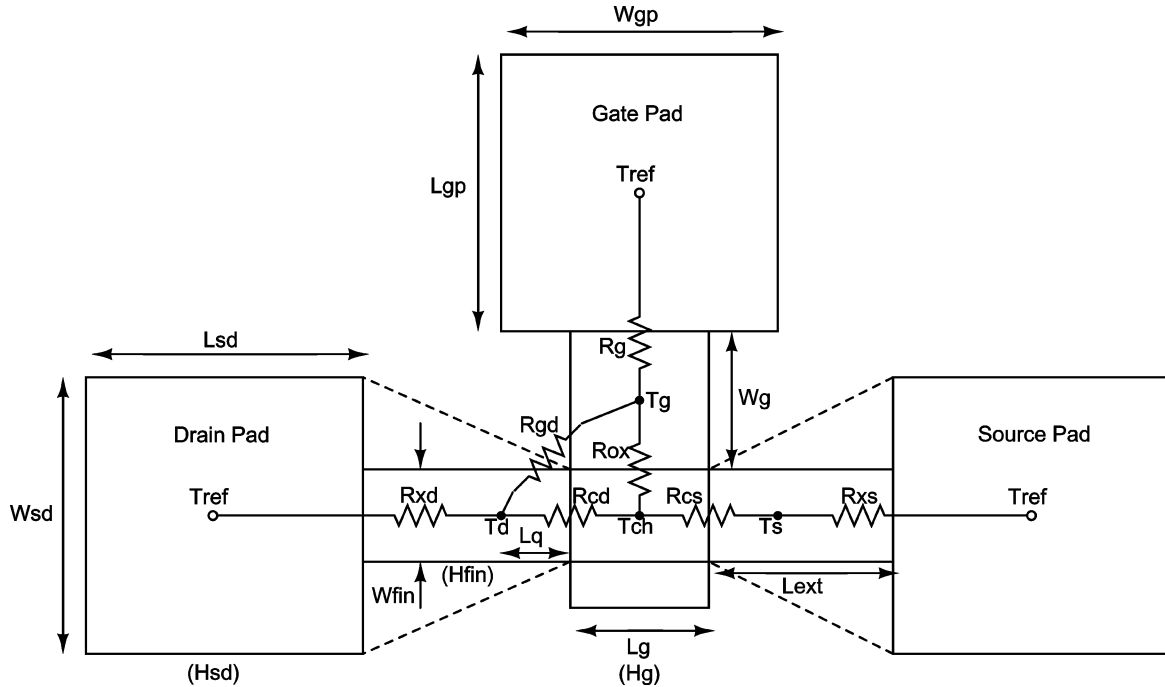 Wgp
Gate Pad
Lgp
Tref
Lsd
Rg
Wg
Tg
Rgd
Drain Pad
Source Pad
Rox
Wsd
Tref
Rxd
Rcd
Rcs
Rxs
Tref
Td
Tch
Ts
Lq
(Hfin)
Wfin
Lext
Lg
(Hsd)
(Hg)